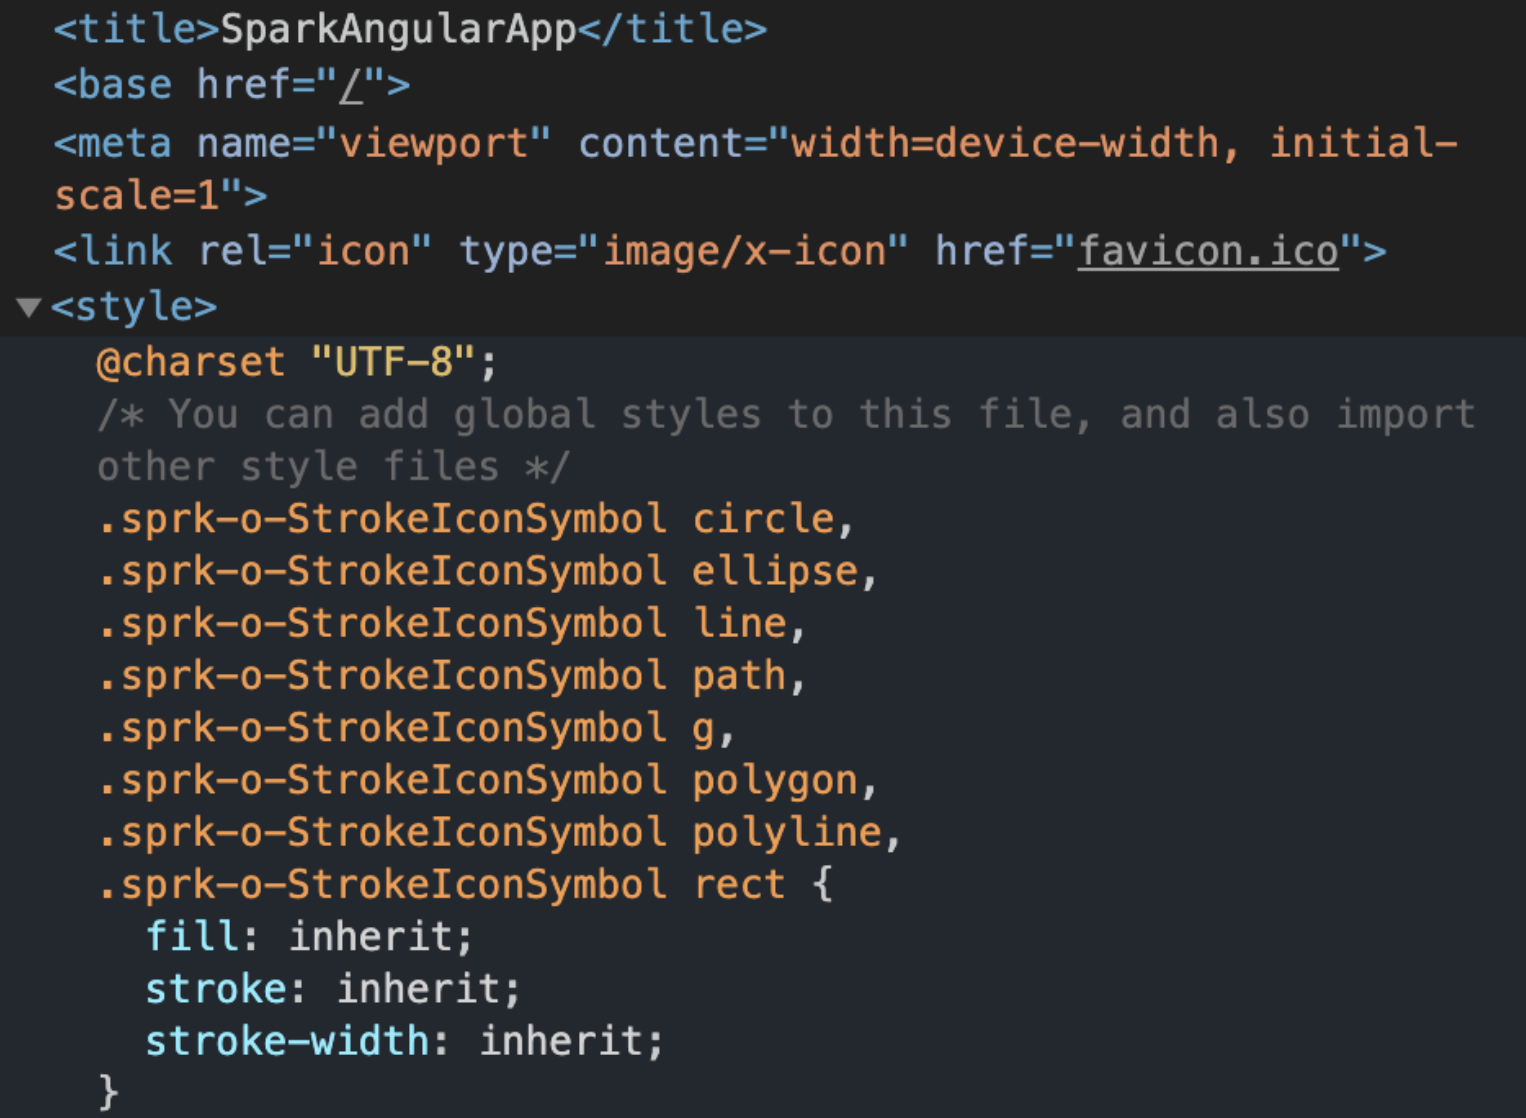 <title>SparkAngularApp</title>
<base href="/">
<meta name="viewport" content="width=device-width, initial-
scale=1">
<link rel="icon" type="image/x-icon" href="favicon.ico">
▼<style>
@charset "UTF-8";
/* You can add global styles to this file, and also import
other style files */
.sprk-o-StrokeIconSymbol circle,
.sprk-o-StrokeIconSymbol ellipse,
.sprk-o-StrokeIconSymbol line,
.sprk-o-StrokeIconSymbol path,
.sprk-o-StrokeIconSymbol g,
.sprk-o-StrokeIconSymbol polygon,
.sprk-o-StrokeIconSymbol polyline,
.sprk-o-StrokeIconSymbol rect {
  fill: inherit;
  stroke: inherit;
  stroke-width: inherit;
}